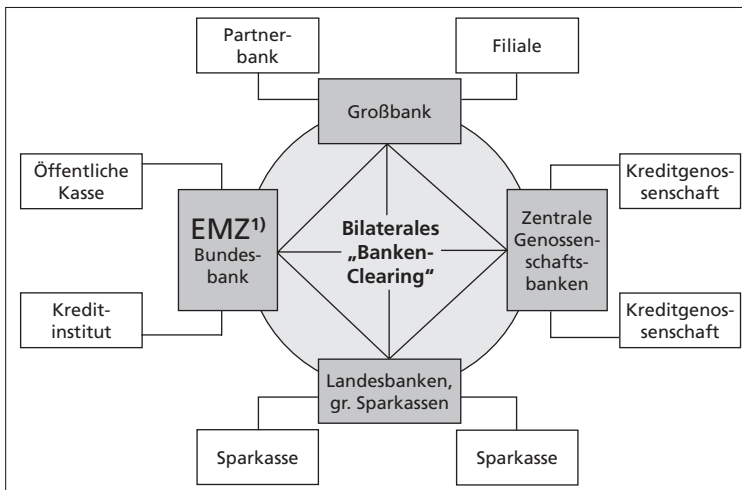 Partner-
bank
Filiale
Großbank
Öffentliche
Kasse
Kreditgenos-
senschaft
EMZ¹⁾
Bundes-
bank
Bilaterales
„Banken-
Clearing“
Zentrale
Genossen-
schafts-
banken
Kredit-
institut
Kreditgenos-
senschaft
Landesbanken,
gr. Sparkassen
Sparkasse
Sparkasse